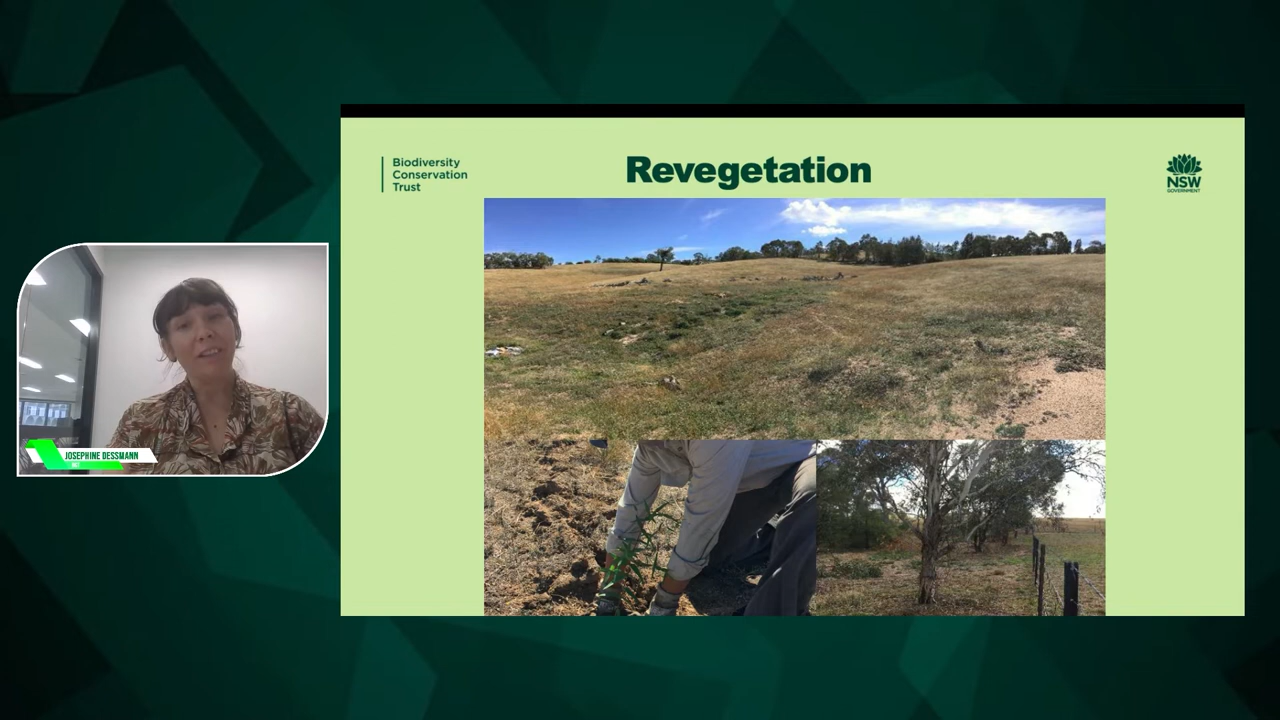 Biodiversity
Conservation
Trust
Revegetation
NSW
GOVERNMENT
JOSEPHINE DESSMANN